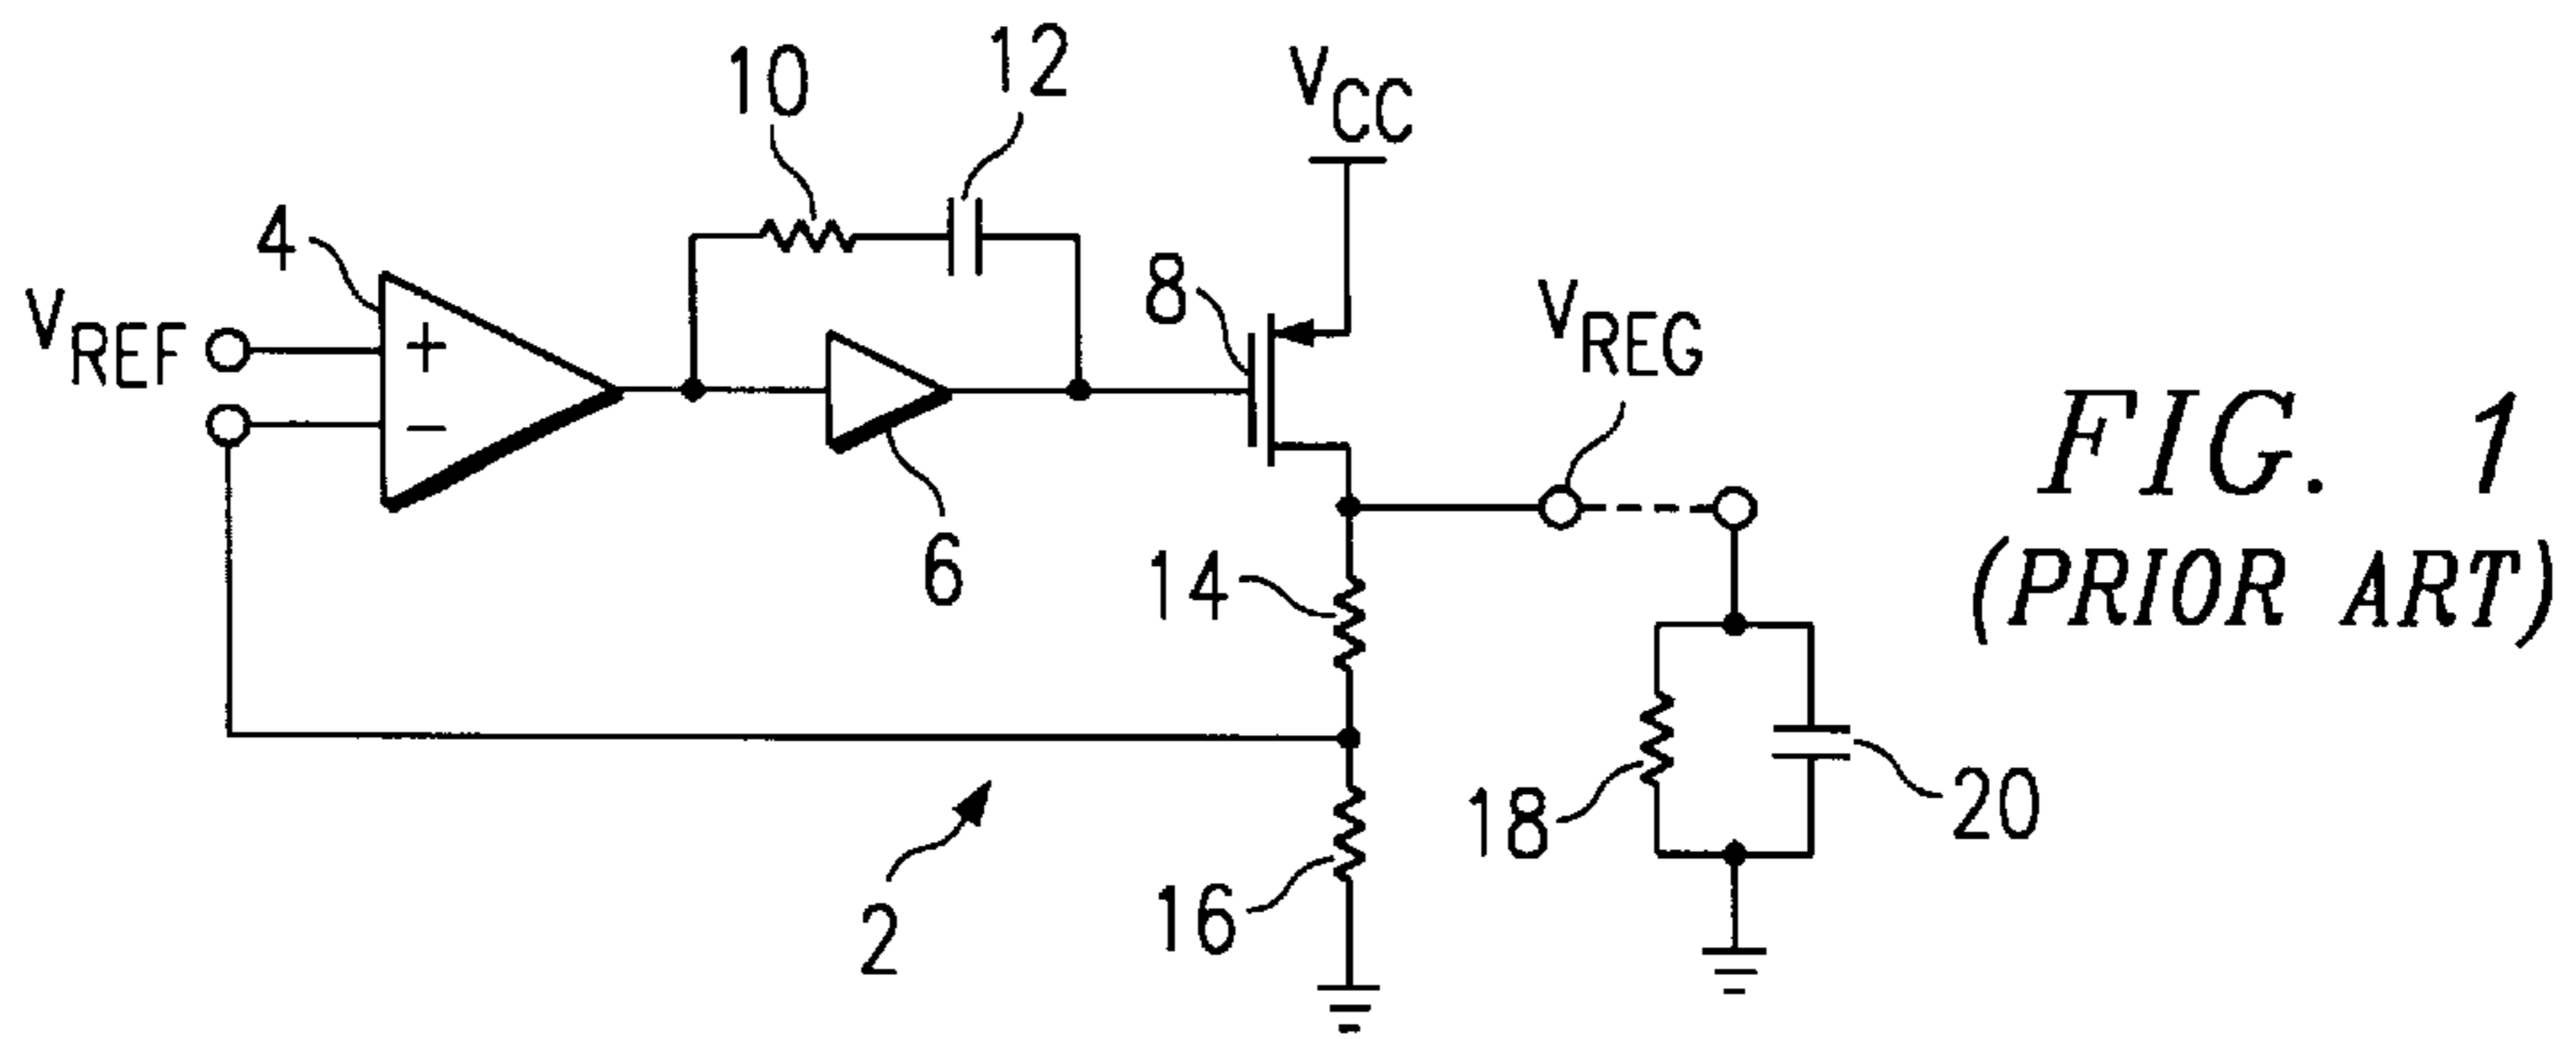 10
12
VCC
4
8
VREF
+
−
VREG
6
14
18
20
2
16
FIG. 1
(PRIOR ART)